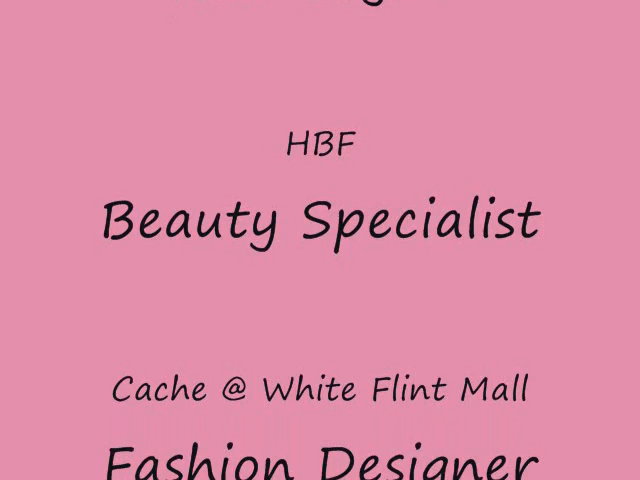 HBF
Beauty Specialist
Cache @ White Flint Mall
Fashion Designer